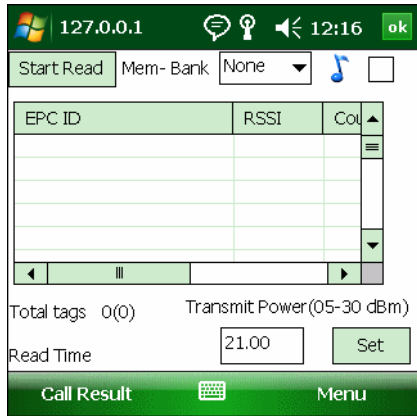 127.0.0.1 12:16 ok
Start Read Mem- Bank None
EPC ID RSSI Cou
Total tags 0(0) Transmit Power(05-30 dBm)
Read Time 21.00 Set
Call Result Menu